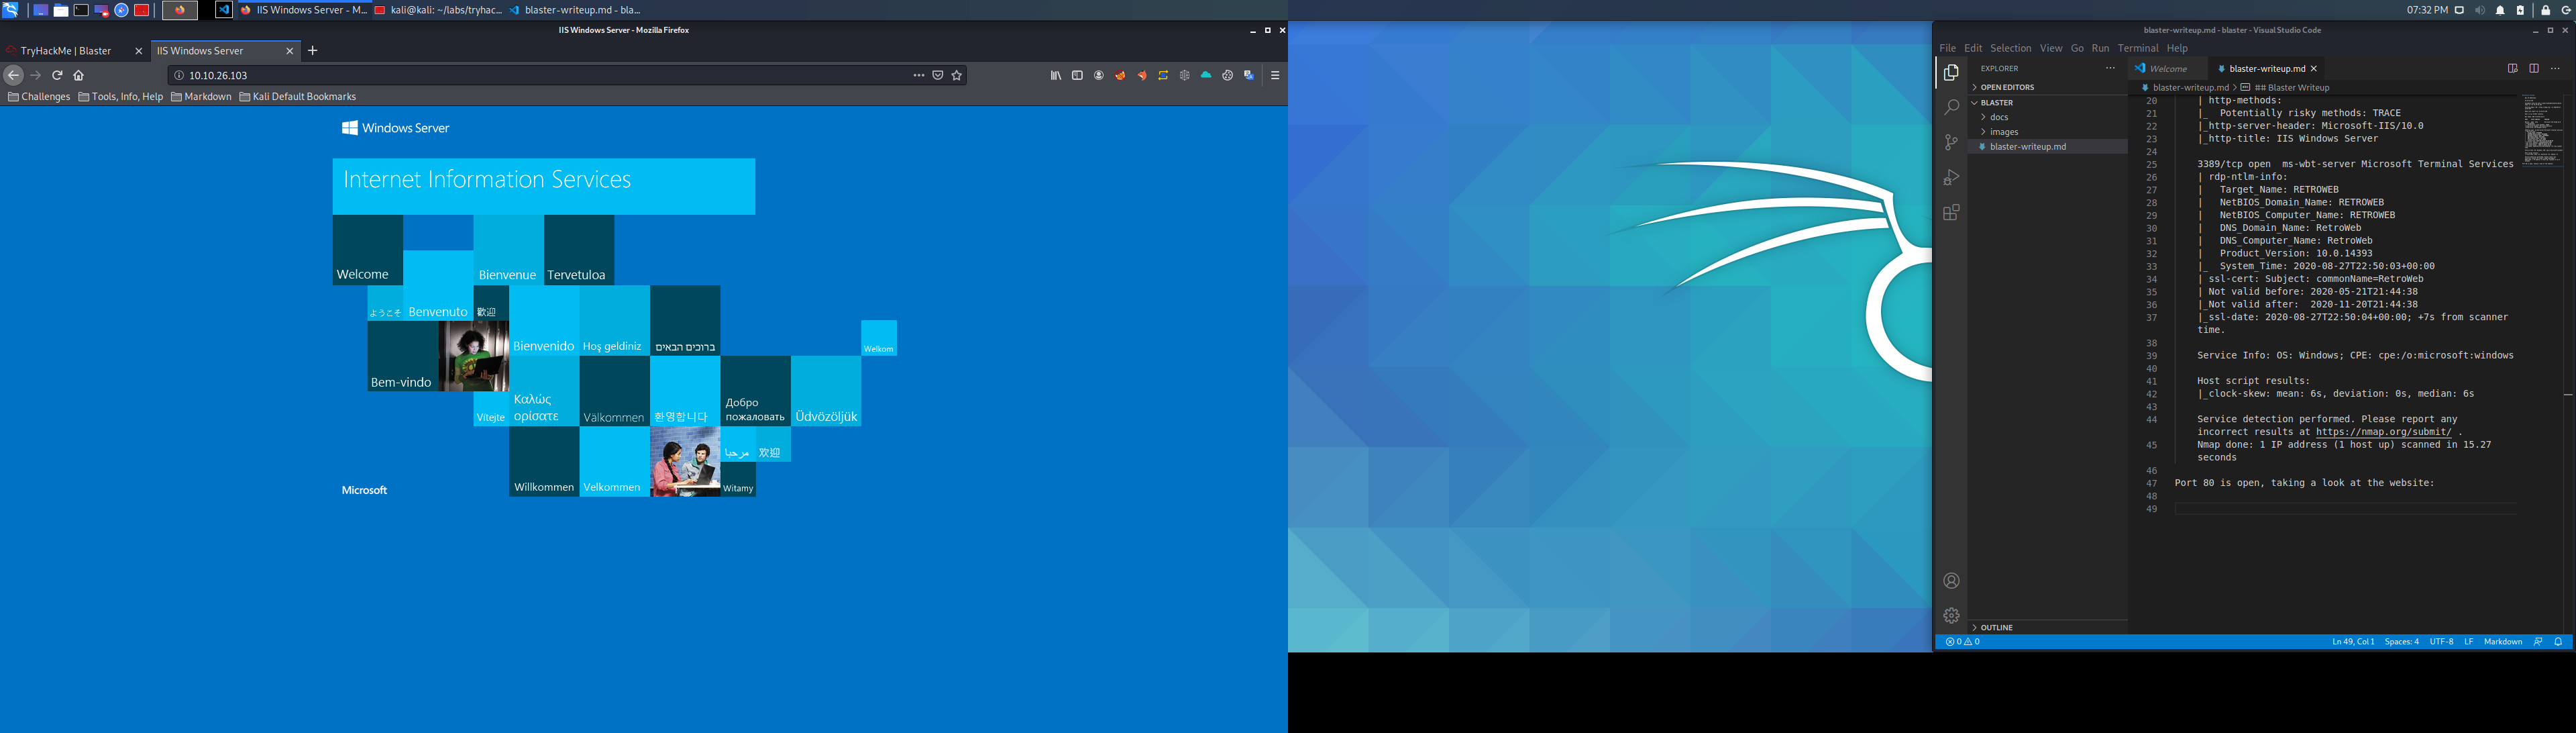 IIS Windows Server - M...
kali@kali: ~/labs/tryhac...
blaster-writeup.md - bla...
07:32 PM
IIS Windows Server - Mozilla Firefox
TryHackMe | Blaster
IIS Windows Server
10.10.26.103
Challenges
Tools, Info, Help
Markdown
Kali Default Bookmarks
Windows Server
Internet Information Services
Welcome
Bienvenue
Tervetuloa
ようこそ
Benvenuto
歡迎
Bienvenido
Hoş geldiniz
ברוכים הבאים
Welkom
Bem-vindo
Vítejte
Καλώς
ορίσατε
Välkommen
환영합니다
Добро
пожаловать
Üdvözöljük
Willkommen
Velkommen
مرحبا
欢迎
Witamy
Microsoft
blaster-writeup.md - blaster - Visual Studio Code
File Edit Selection View Go Run Terminal Help
EXPLORER
Welcome
blaster-writeup.md
OPEN EDITORS
BLASTER
docs
images
blaster-writeup.md
OUTLINE
blaster-writeup.md > ## Blaster Writeup
20 | http-methods:
21 |_  Potentially risky methods: TRACE
22 |_http-server-header: Microsoft-IIS/10.0
23 |_http-title: IIS Windows Server
24
25 3389/tcp open  ms-wbt-server Microsoft Terminal Services
26 | rdp-ntlm-info:
27 |   Target_Name: RETROWEB
28 |   NetBIOS_Domain_Name: RETROWEB
29 |   NetBIOS_Computer_Name: RETROWEB
30 |   DNS_Domain_Name: RetroWeb
31 |   DNS_Computer_Name: RetroWeb
32 |   Product_Version: 10.0.14393
33 |_  System_Time: 2020-08-27T22:50:03+00:00
34 | ssl-cert: Subject: commonName=RetroWeb
35 | Not valid before: 2020-05-21T21:44:38
36 |_Not valid after:  2020-11-20T21:44:38
37 |_ssl-date: 2020-08-27T22:50:04+00:00; +7s from scanner
time.
38
39 Service Info: OS: Windows; CPE: cpe:/o:microsoft:windows
40
41 Host script results:
42 |_clock-skew: mean: 6s, deviation: 0s, median: 6s
43
44 Service detection performed. Please report any
incorrect results at https://nmap.org/submit/ .
45 Nmap done: 1 IP address (1 host up) scanned in 15.27
seconds
46
47 Port 80 is open, taking a look at the website:
48
49
0 0
Ln 49, Col 1 Spaces: 4 UTF-8 LF Markdown